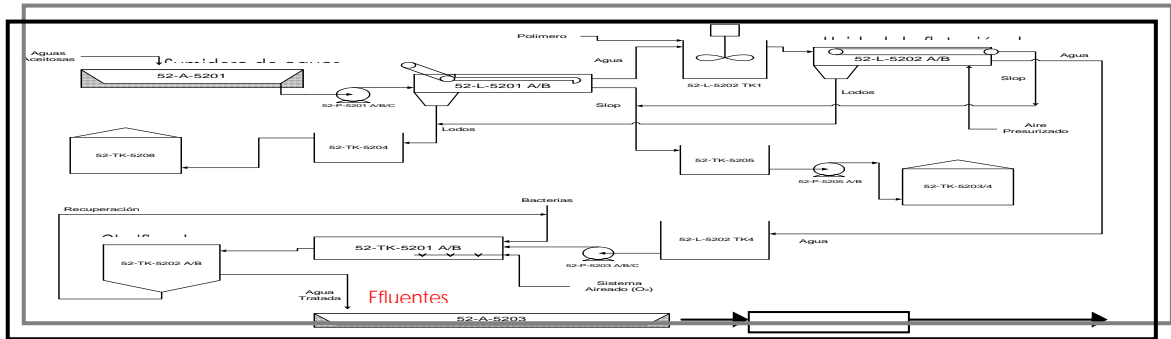 Polimero
Aguas
Aceitosas
Sumidero de aguas
Agua
Agua
52-A-5201
52-L-5201 A/B
52-L-5202 TK1
52-L-5202 A/B
52-P-5201 A/B/C
Slop
Slop
Lodos
Lodos
Aire
Presurizado
52-TK-5208
52-TK-5204
52-TK-5205
52-P-5205 A/B
52-TK-5203/4
Recuperación
Bacterias
52-TK-5201 A/B
52-L-5202 TK4
Agua
52-TK-5202 A/B
52-P-5203 A/B/C
Agua
Tratada
Sistema
Aireado (O₂)
Efluentes
52-A-5203